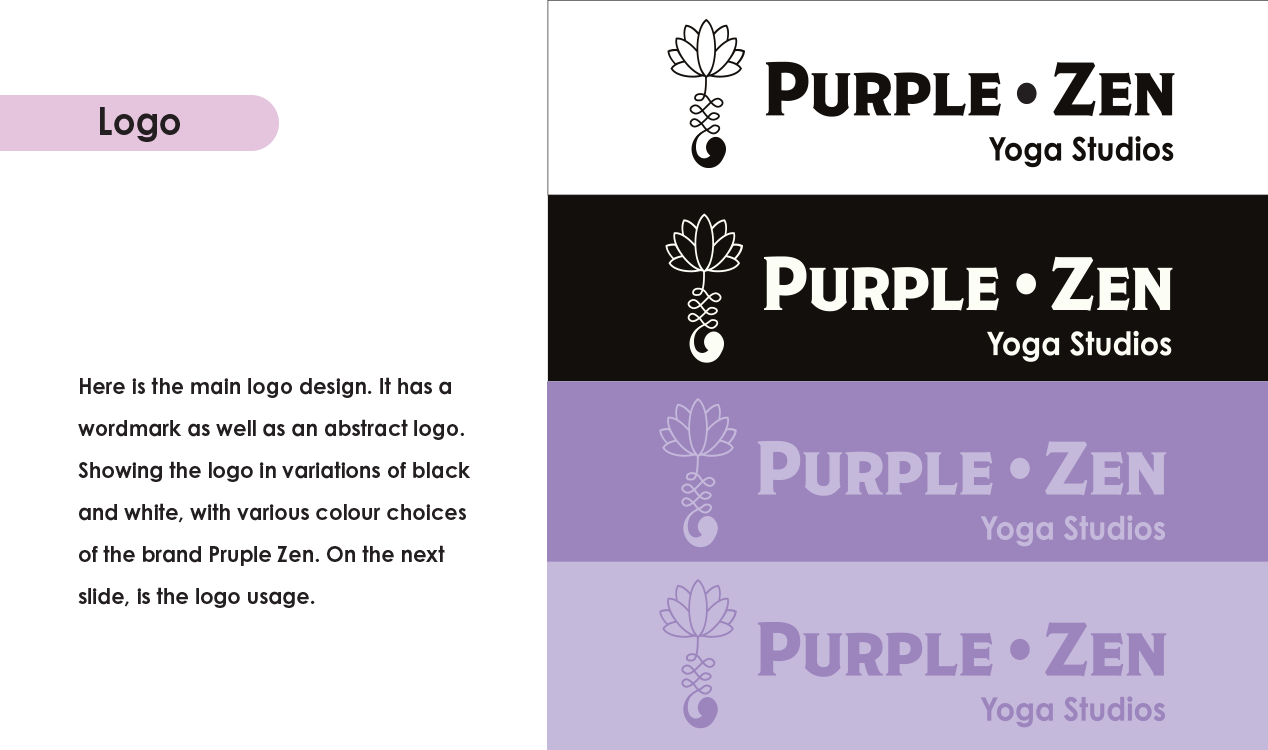 Logo
Here is the main logo design. It has a
wordmark as well as an abstract logo.
Showing the logo in variations of black
and white, with various colour choices
of the brand Pruple Zen. On the next
slide, is the logo usage.
PURPLE • ZEN
Yoga Studios
PURPLE • ZEN
Yoga Studios
PURPLE • ZEN
Yoga Studios
PURPLE • ZEN
Yoga Studios